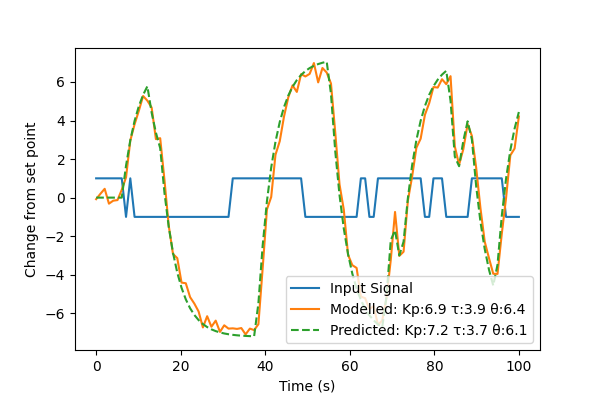 6
4
2
0
−2
−4
−6
Change from set point
Input Signal
Modelled: Kp:6.9 τ:3.9 θ:6.4
Predicted: Kp:7.2 τ:3.7 θ:6.1
0 20 40 60 80 100
Time (s)